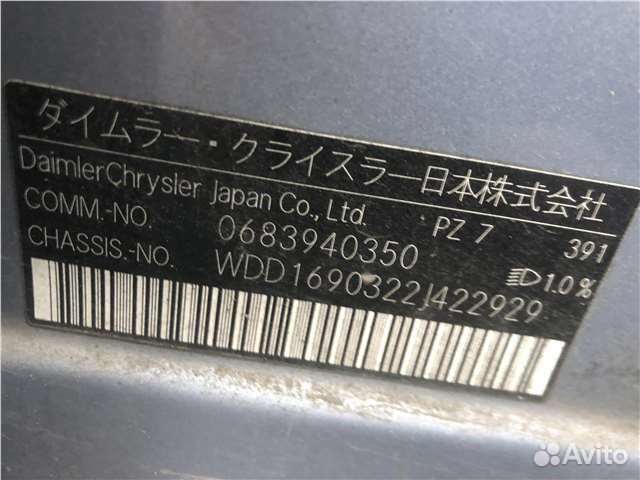 ダイムラー・クライスラー日本株式会社
DaimlerChrysler Japan Co., Ltd. PZ 7 391
COMM.-NO. 0683940350 1.0%
CHASSIS.-NO. WDD1690322J422929
Avito